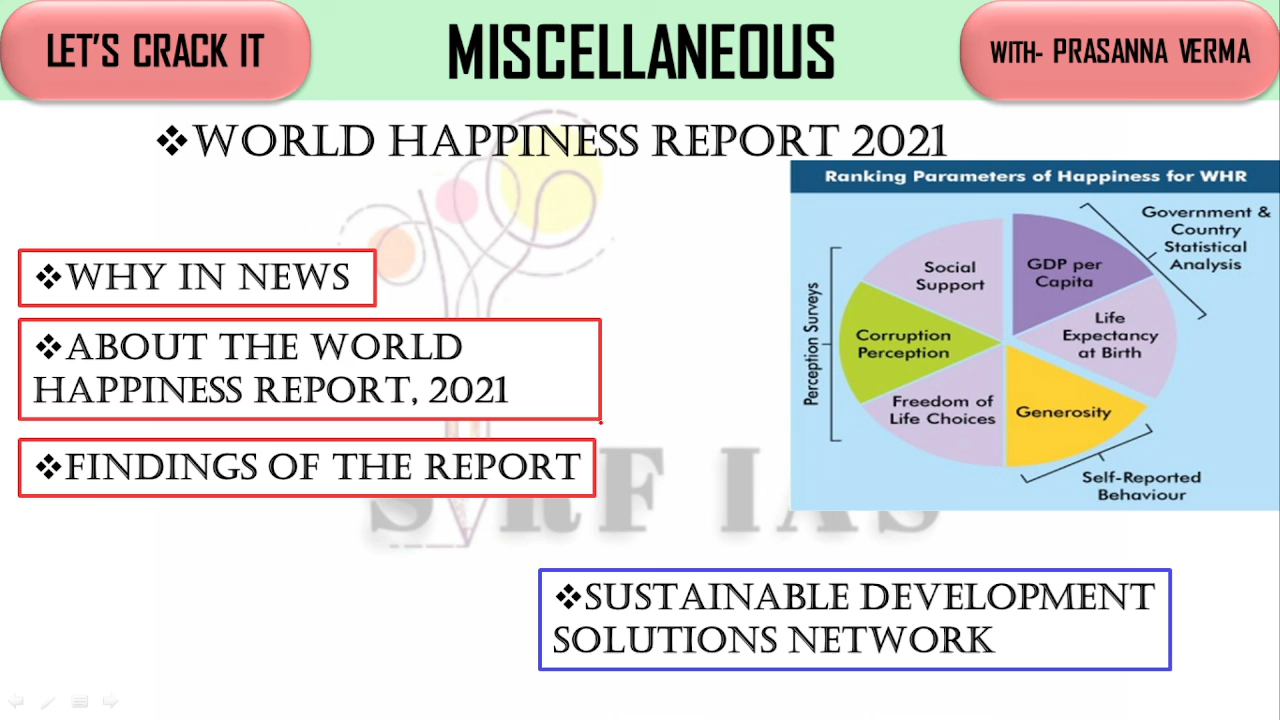 LET'S CRACK IT
MISCELLANEOUS
WITH- PRASANNA VERMA
❖WORLD HAPPINESS REPORT 2021
❖WHY IN NEWS
❖ABOUT THE WORLD
HAPPINESS REPORT, 2021
❖FINDINGS OF THE REPORT
Ranking Parameters of Happiness for WHR
Government &
Country
Statistical
Analysis
Social
Support
GDP per
Capita
Perception Surveys
Corruption
Perception
Life
Expectancy
at Birth
Freedom of
Life Choices
Generosity
Self-Reported
Behaviour
SIRF IAS
❖SUSTAINABLE DEVELOPMENT
SOLUTIONS NETWORK